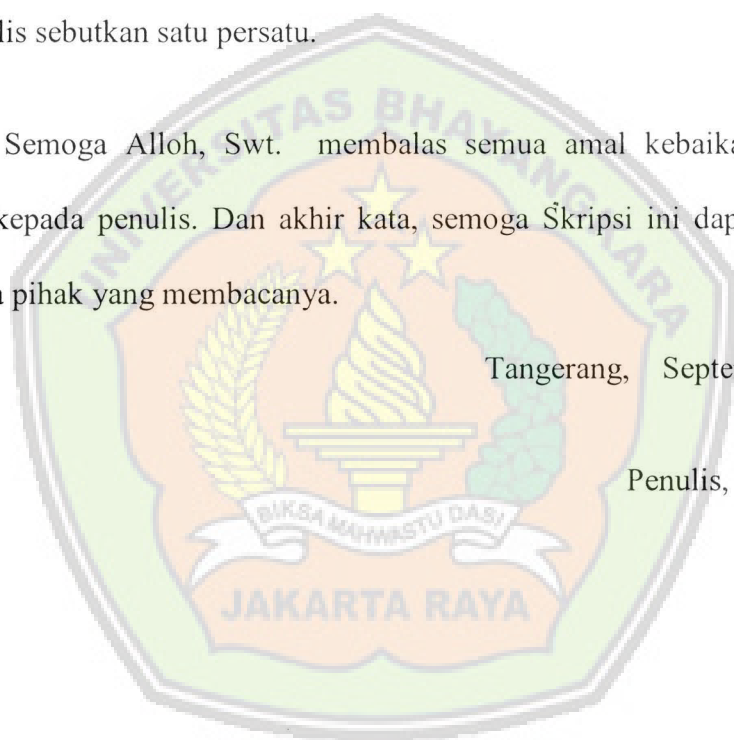 lis sebutkan satu persatu.
UNIVERSITAS BHAYANGKARA
Semoga Alloh, Swt. membalas semua amal kebaika
kepada penulis. Dan akhir kata, semoga Skripsi ini dap
a pihak yang membacanya.
Tangerang, Septe
Penulis,
BIKSA MAHWASTU DASI
JAKARTA RAYA